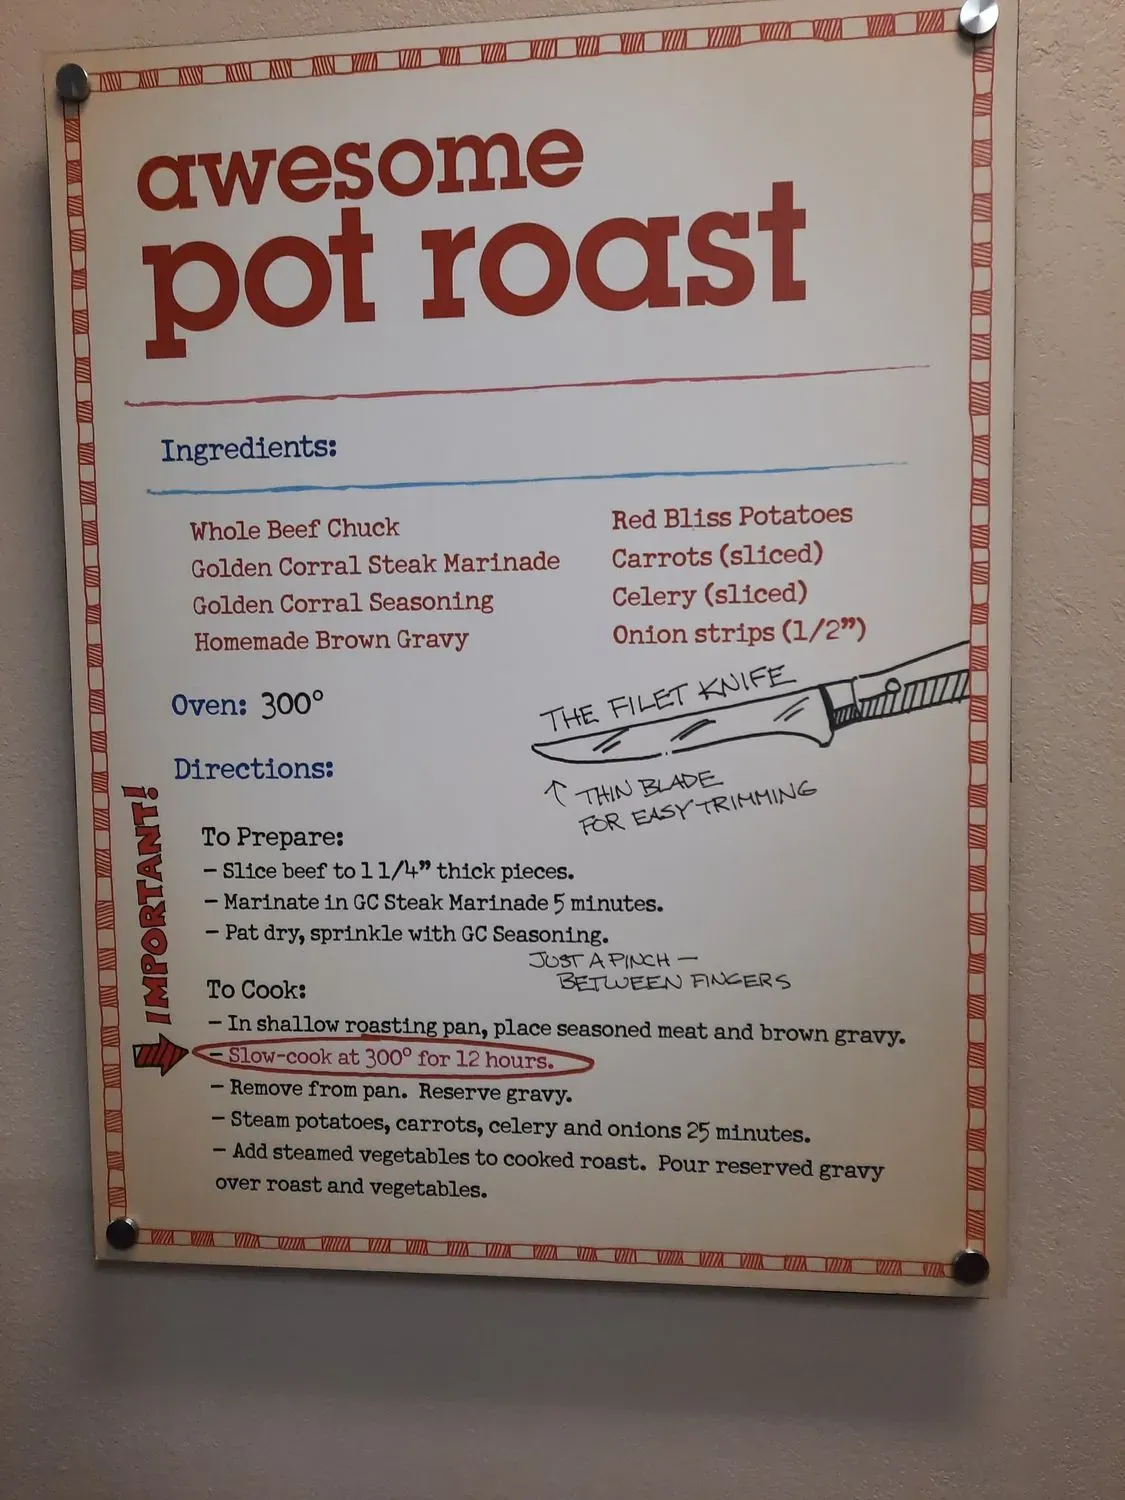 awesome
pot roast
Ingredients:
Whole Beef Chuck
Golden Corral Steak Marinade
Golden Corral Seasoning
Homemade Brown Gravy
Red Bliss Potatoes
Carrots (sliced)
Celery (sliced)
Onion strips (1/2”)
Oven: 300°
THE FILET KNIFE
↑ THIN BLADE
FOR EASY TRIMMING
Directions:
IMPORTANT!
To Prepare:
– Slice beef to 1 1/4” thick pieces.
– Marinate in GC Steak Marinade 5 minutes.
– Pat dry, sprinkle with GC Seasoning.
JUST A PINCH –
BETWEEN FINGERS
To Cook:
– In shallow roasting pan, place seasoned meat and brown gravy.
– Slow-cook at 300° for 12 hours.
– Remove from pan. Reserve gravy.
– Steam potatoes, carrots, celery and onions 25 minutes.
– Add steamed vegetables to cooked roast. Pour reserved gravy
over roast and vegetables.